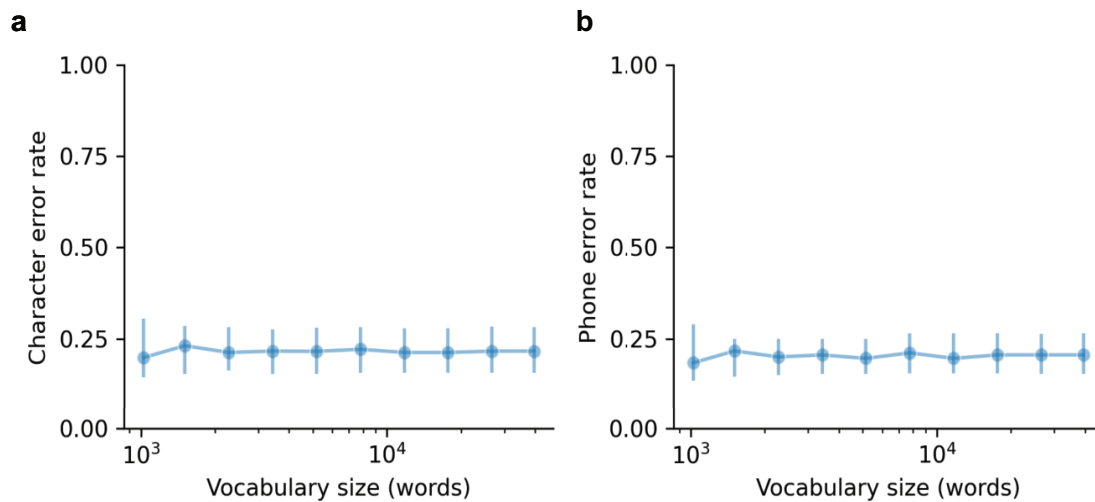 a
1.00
0.75
0.50
0.25
0.00
Character error rate
10³
10⁴
Vocabulary size (words)
b
1.00
0.75
0.50
0.25
0.00
Phone error rate
10³
10⁴
Vocabulary size (words)